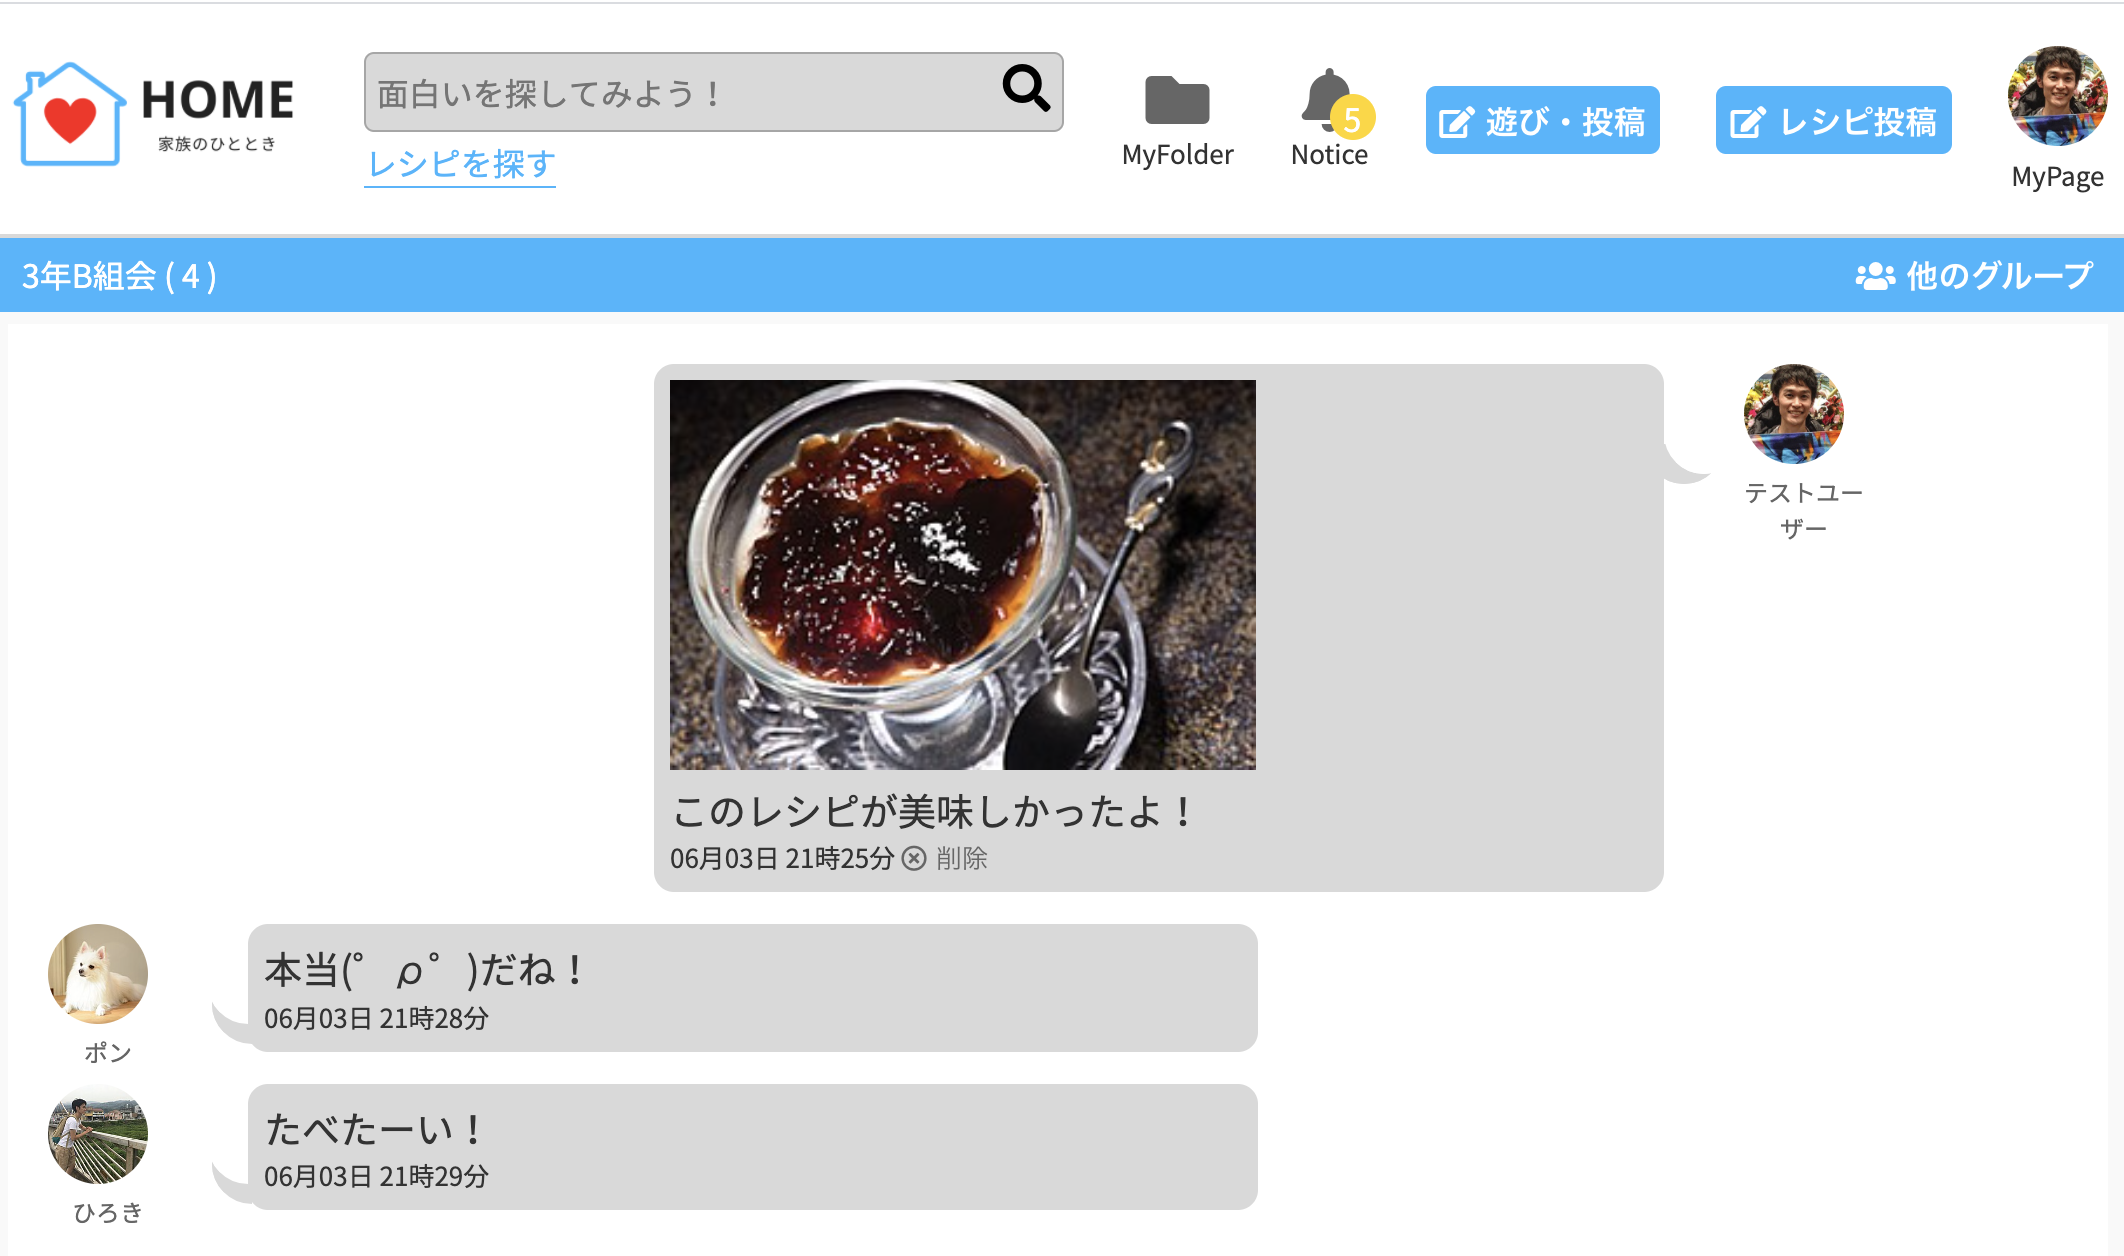 HOME
家族のひととき
面白いを探してみよう！
レシピを探す
MyFolder
5
Notice
遊び・投稿
レシピ投稿
MyPage
3年B組会 ( 4 )
他のグループ
テストユー
ザー
このレシピが美味しかったよ！
06月03日 21時25分 削除
本当(゜ρ゜)だね！
06月03日 21時28分
ポン
たべたーい！
06月03日 21時29分
ひろき